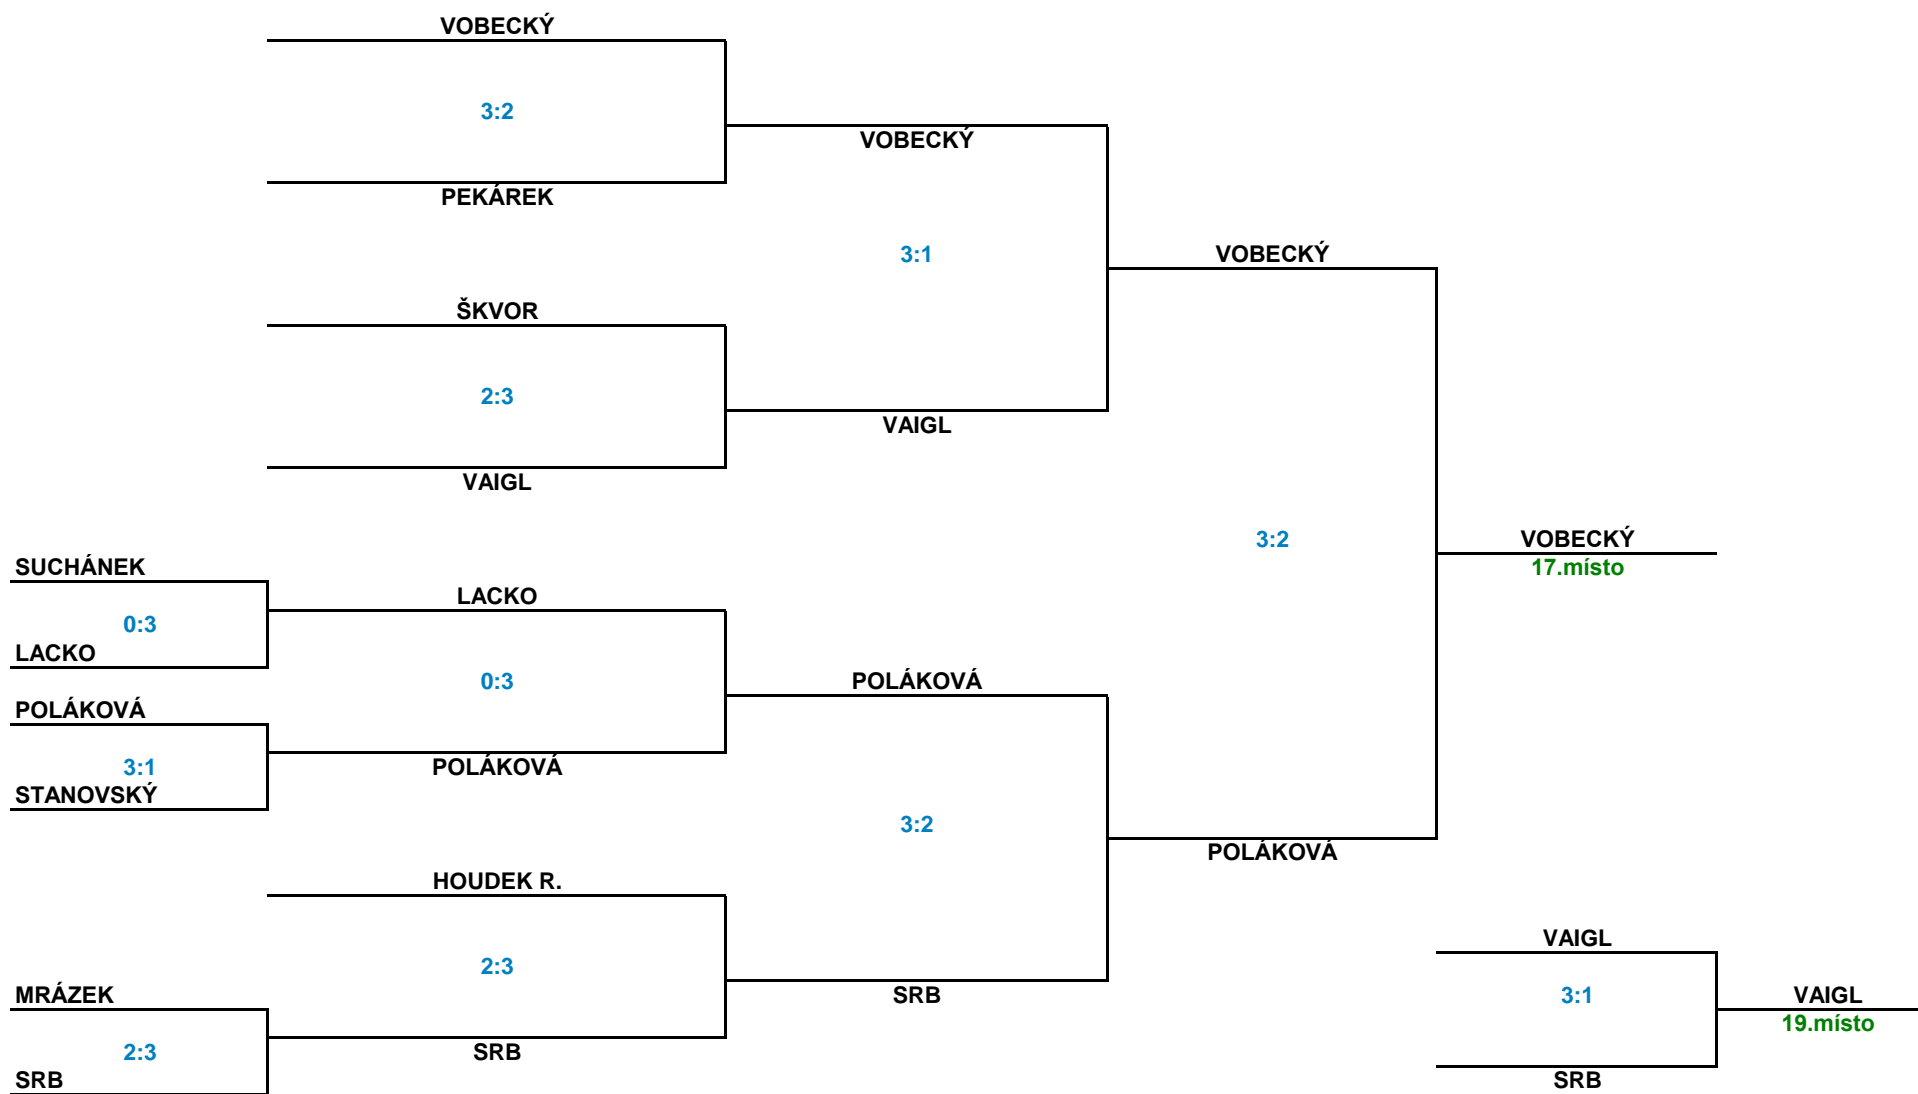 VOBECKÝ
3:2
VOBECKÝ
PEKÁREK
3:1
VOBECKÝ
ŠKVOR
2:3
VAIGL
VAIGL
3:2
VOBECKÝ
17.místo
SUCHÁNEK
LACKO
0:3
LACKO
0:3
POLÁKOVÁ
POLÁKOVÁ
3:1
POLÁKOVÁ
STANOVSKÝ
3:2
POLÁKOVÁ
HOUDEK R.
VAIGL
2:3
MRÁZEK
SRB
3:1
VAIGL
19.místo
2:3
SRB
SRB
SRB